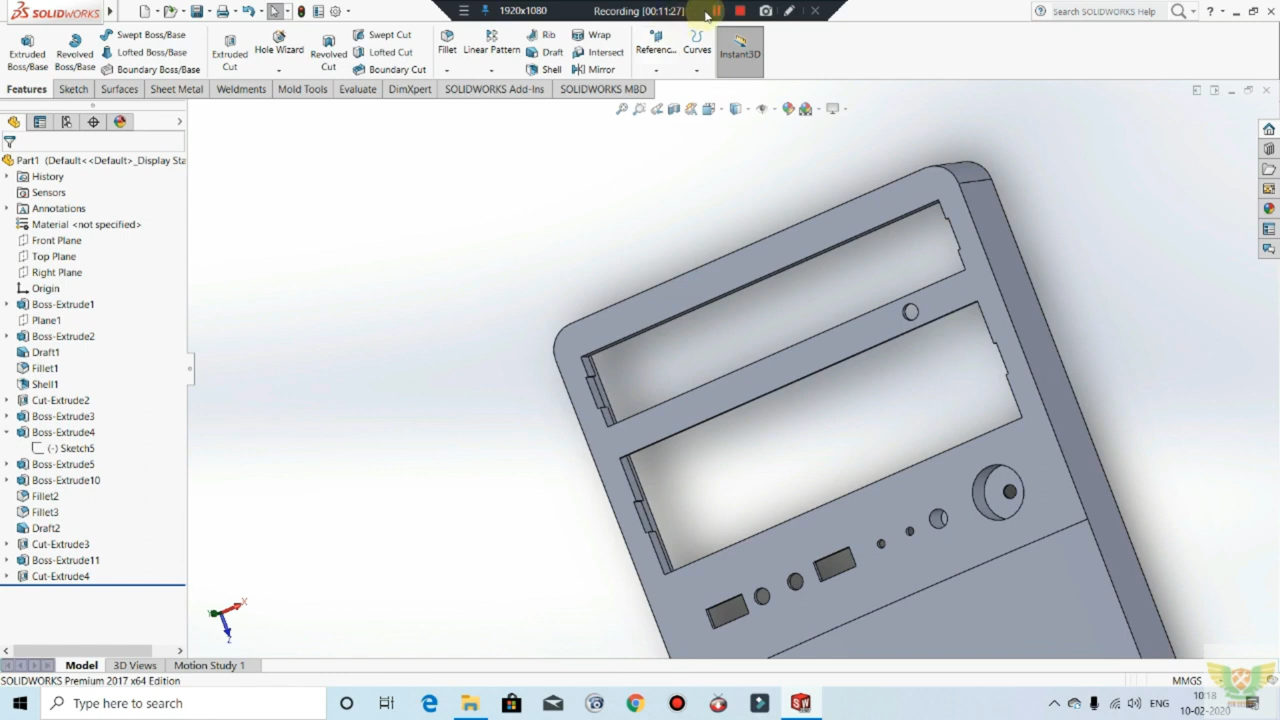 SOLIDWORKS
1920x1080
Recording [00:11:27]
Search SOLIDWORKS Help
Extruded Boss/Base
Revolved Boss/Base
Swept Boss/Base
Lofted Boss/Base
Boundary Boss/Base
Extruded Cut
Hole Wizard
Revolved Cut
Swept Cut
Lofted Cut
Boundary Cut
Fillet
Linear Pattern
Rib
Draft
Shell
Wrap
Intersect
Mirror
Referenc...
Curves
Instant3D
Features
Sketch
Surfaces
Sheet Metal
Weldments
Mold Tools
Evaluate
DimXpert
SOLIDWORKS Add-Ins
SOLIDWORKS MBD
Part1 (Default<<Default>_Display Sta
History
Sensors
Annotations
Material <not specified>
Front Plane
Top Plane
Right Plane
Origin
Boss-Extrude1
Plane1
Boss-Extrude2
Draft1
Fillet1
Shell1
Cut-Extrude2
Boss-Extrude3
Boss-Extrude4
(-) Sketch5
Boss-Extrude5
Boss-Extrude10
Fillet2
Fillet3
Draft2
Cut-Extrude3
Boss-Extrude11
Cut-Extrude4
X
Y
Z
Model
3D Views
Motion Study 1
SOLIDWORKS Premium 2017 x64 Edition
MMGS
Type here to search
ENG
10:18
10-02-2020